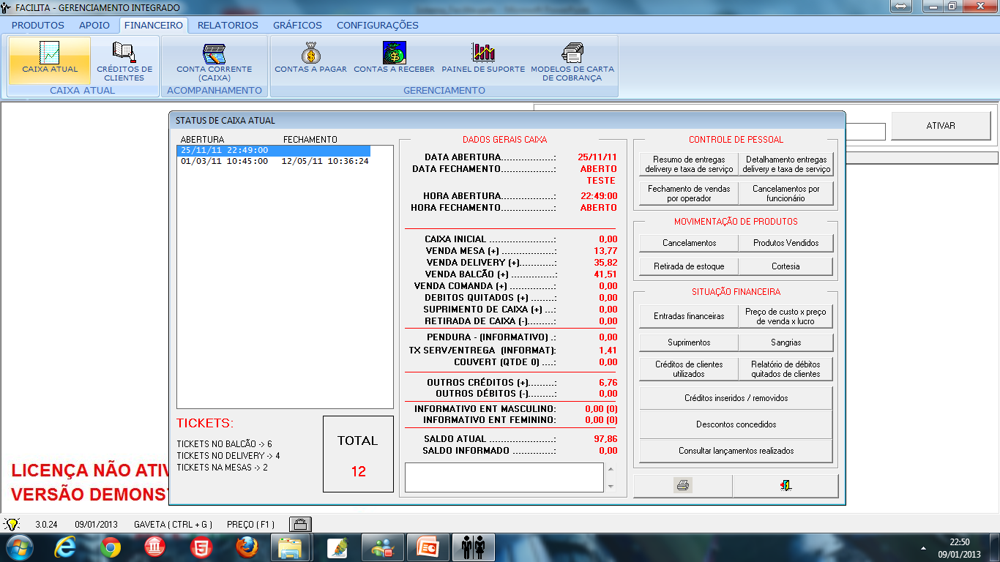 FACILITA - GERENCIAMENTO INTEGRADO
PRODUTOS APOIO FINANCEIRO RELATORIOS GRÁFICOS CONFIGURAÇÕES
CAIXA ATUAL
CRÉDITOS DE
CLIENTES
CONTA CORRENTE
(CAIXA)
CONTAS A PAGAR
CONTAS A RECEBER
PAINEL DE SUPORTE
MODELOS DE CARTA
DE COBRANÇA
CAIXA ATUAL
ACOMPANHAMENTO
GERENCIAMENTO
ATIVAR
STATUS DE CAIXA ATUAL
ABERTURA FECHAMENTO
25/11/11 22:49:00
01/03/11 10:45:00 12/05/11 10:36:24
TICKETS:
TICKETS NO BALCÃO -> 6
TICKETS NO DELIVERY -> 4
TICKETS NA MESAS -> 2
TOTAL
12
DADOS GERAIS CAIXA
DATA ABERTURA..................: 25/11/11
DATA FECHAMENTO..................: ABERTO
TESTE
HORA ABERTURA..................: 22:49:00
HORA FECHAMENTO..................: ABERTO
CAIXA INICIAL ......................: 0,00
VENDA MESA (+) ..................: 13,77
VENDA DELIVERY (+)............: 35,82
VENDA BALCÃO (+) ...............: 41,51
VENDA COMANDA (+) ...............: 0,00
DEBITOS QUITADOS (+) ........: 0,00
SUPRIMENTO DE CAIXA (+) ...: 0,00
RETIRADA DE CAIXA (-).........: 0,00
PENDURA - (INFORMATIVO) .: 0,00
TX SERV/ENTREGA (INFORMAT): 1,41
COUVERT (QTDE 0) ....: 0,00
OUTROS CRÉDITOS (+).........: 6,76
OUTROS DÉBITOS (-).........: 0,00
INFORMATIVO ENT MASCULINO: 0,00 (0)
INFORMATIVO ENT FEMININO: 0,00 (0)
SALDO ATUAL ......................: 97,86
SALDO INFORMADO ..............: 0,00
CONTROLE DE PESSOAL
Resumo de entregas
delivery e taxa de serviço
Detalhamento entregas
delivery e taxa de serviço
Fechamento de vendas
por operador
Cancelamentos por
funcionário
MOVIMENTAÇÃO DE PRODUTOS
Cancelamentos
Produtos Vendidos
Retirada de estoque
Cortesia
SITUAÇÃO FINANCEIRA
Entradas financeiras
Preço de custo x preço
de venda x lucro
Suprimentos
Sangrias
Créditos de clientes
utilizados
Relatório de débitos
quitados de clientes
Créditos inseridos / removidos
Descontos concedidos
Consultar lançamentos realizados
LICENÇA NÃO ATIV
VERSÃO DEMONST
3.0.24 09/01/2013 GAVETA ( CTRL + G ) PREÇO ( F1 )
22:50
09/01/2013